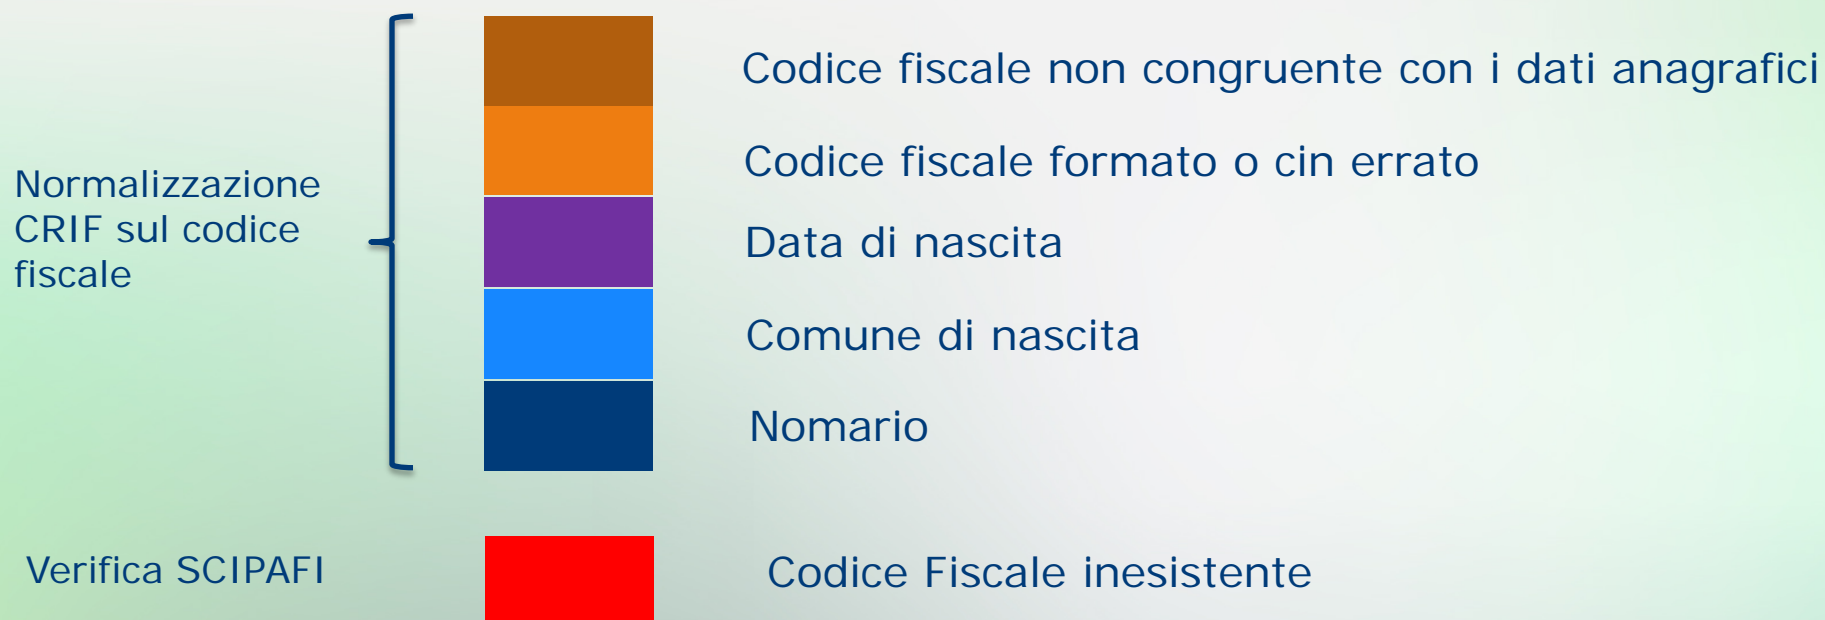 Codice fiscale non congruente con i dati anagrafici
Codice fiscale formato o cin errato
Normalizzazione
CRIF sul codice
fiscale
Data di nascita
Comune di nascita
Nomario
Verifica SCIPAFI
Codice Fiscale inesistente